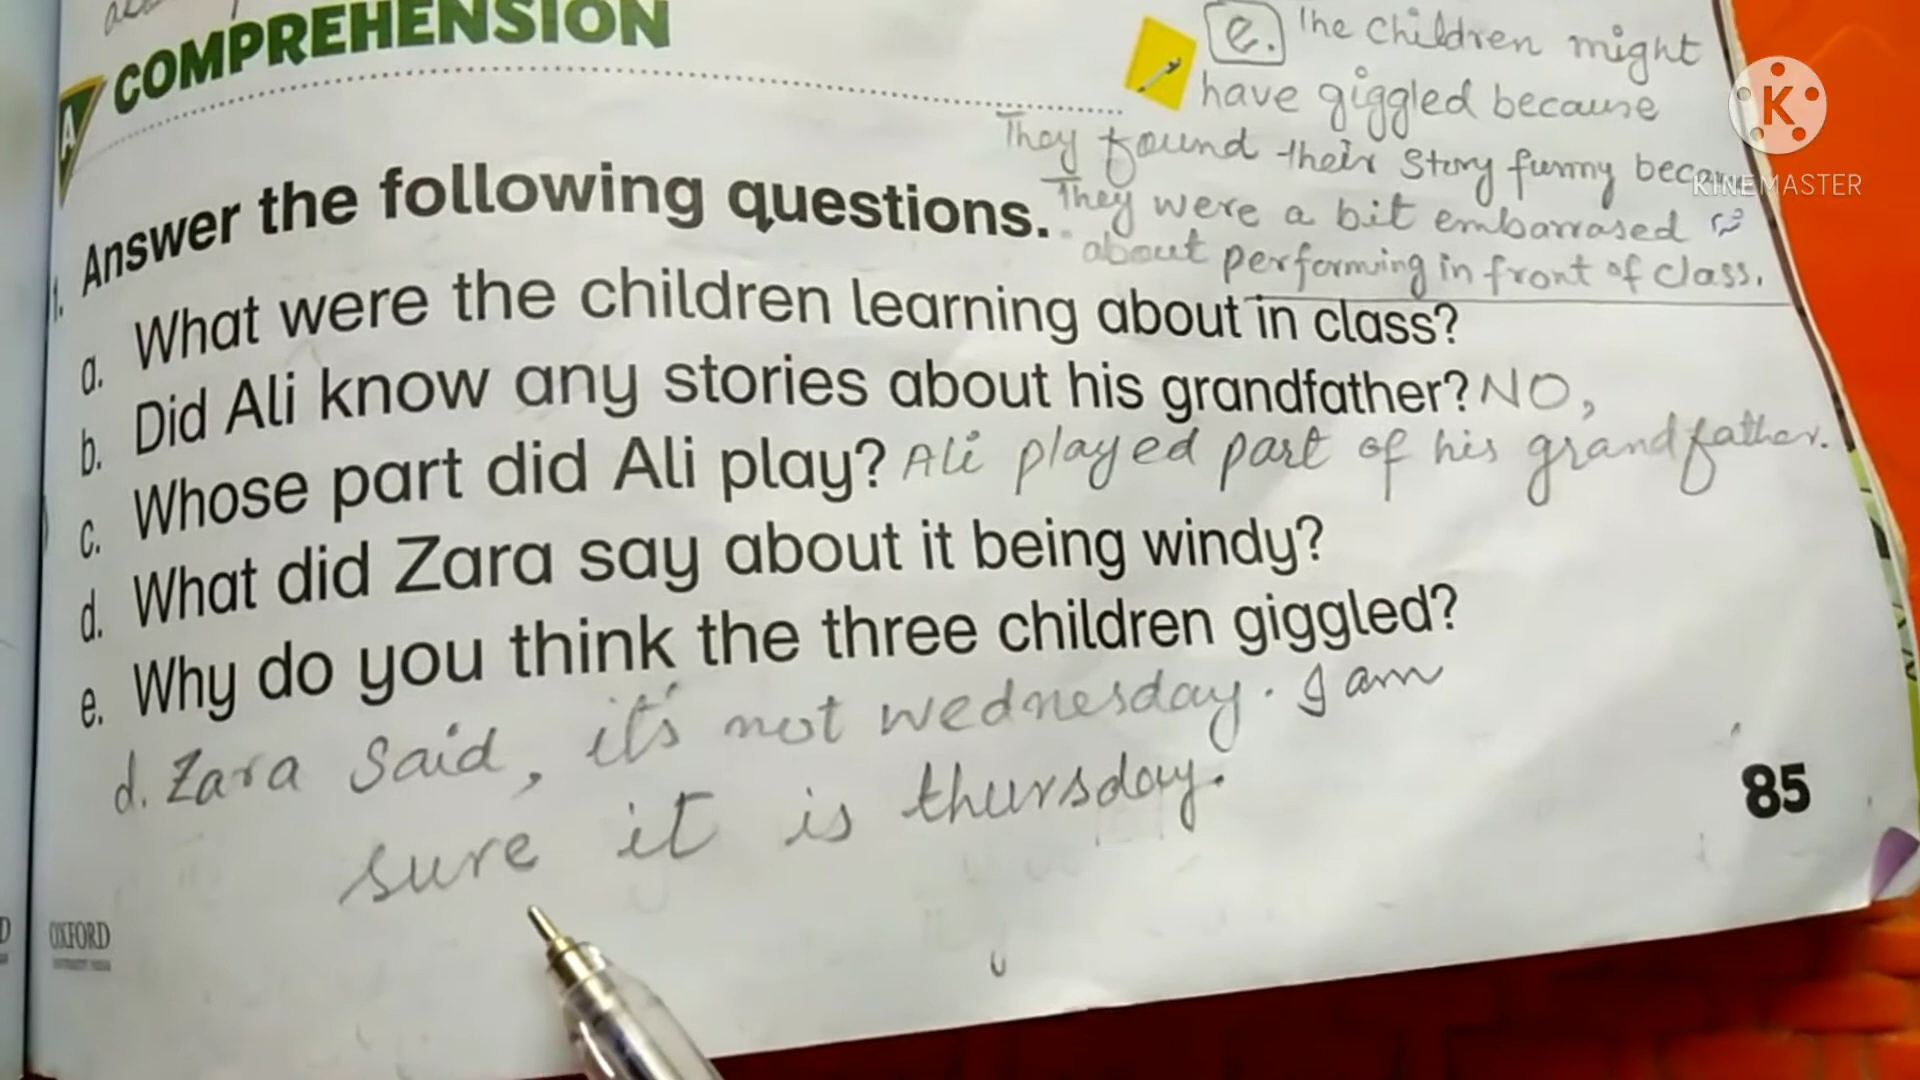 COMPREHENSION
A
e. The children might
have giggled because
They found their story funny
They were a bit embarrased
about performing in front of class.
K
KINEMASTER
1. Answer the following questions.
a. What were the children learning about in class?
b. Did Ali know any stories about his grandfather? NO,
c. Whose part did Ali play? Ali played part of his grandfather.
d. What did Zara say about it being windy?
e. Why do you think the three children giggled?
d. Zara Said, it's not wednesday. I am
sure it is thursday.
85
OXFORD